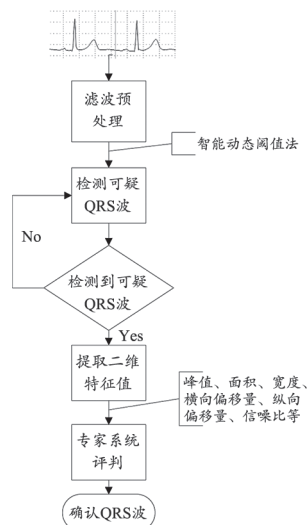 滤波预
处理
智能动态阈值法
检测可疑
QRS波
No
检测到可疑
QRS波
Yes
提取二维
特征值
峰值、面积、宽度、
横向偏移量、纵向
偏移量、信噪比等
专家系统
评判
确认QRS波